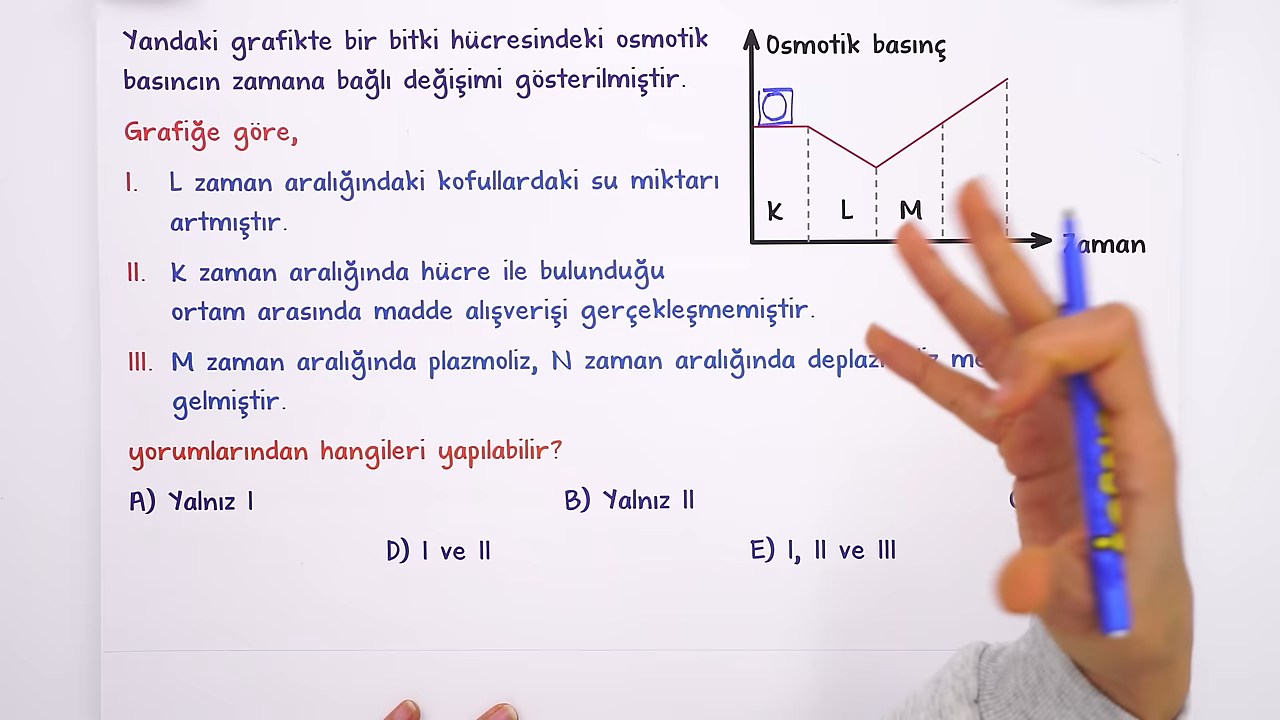 Yandaki grafikte bir bitki hücresindeki osmotik
basıncın zamana bağlı değişimi gösterilmiştir.
Grafiğe göre,
I. L zaman aralığındaki kofullardaki su miktarı
artmıştır.
II. K zaman aralığında hücre ile bulunduğu
ortam arasında madde alışverişi gerçekleşmemiştir.
III. M zaman aralığında plazmoliz, N zaman aralığında
gelmiştir.
yorumlarından hangileri yapılabilir?
A) Yalnız I
B) Yalnız II
D) I ve II
E) I, II ve III
Osmotik basınç
K L M
Zaman